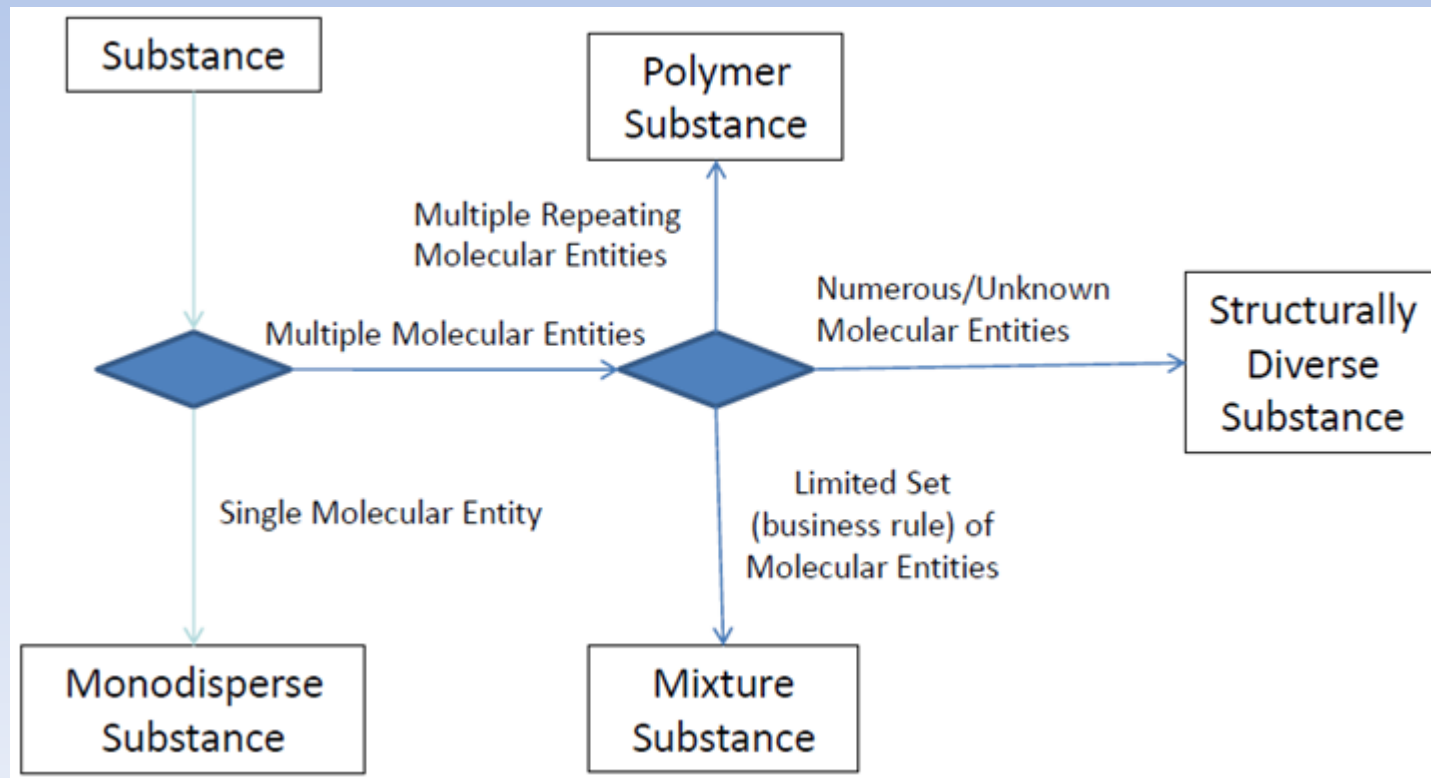 Substance
Polymer
Substance
Multiple Repeating
Molecular Entities
Numerous/Unknown
Molecular Entities
Structurally
Diverse
Substance
Multiple Molecular Entities
Single Molecular Entity
Limited Set
(business rule) of
Molecular Entities
Monodisperse
Substance
Mixture
Substance